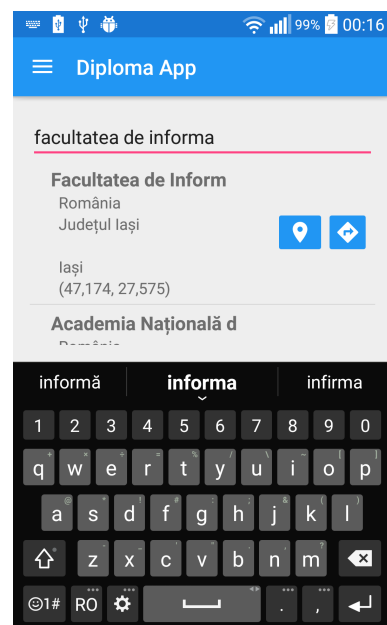 99% 00:16
Diploma App
facultatea de informa
Facultatea de Inform
România
Județul Iași
Iași
(47,174, 27,575)
Academia Națională d
România
informă informa infirma
1 2 3 4 5 6 7 8 9 0
q w e r t y u i o p
a s d f g h j k l
z x c v b n m
☺1# RO . ,